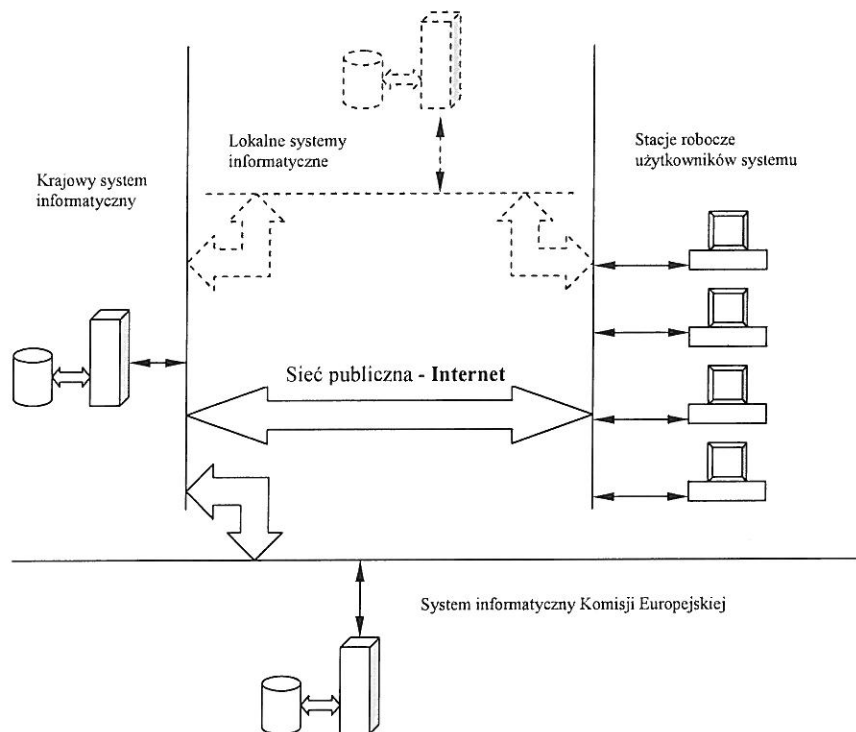 Lokalne systemy
informatyczne
Stacje robocze
użytkowników systemu
Krajowy system
informatyczny
Sieć publiczna - Internet
System informatyczny Komisji Europejskiej